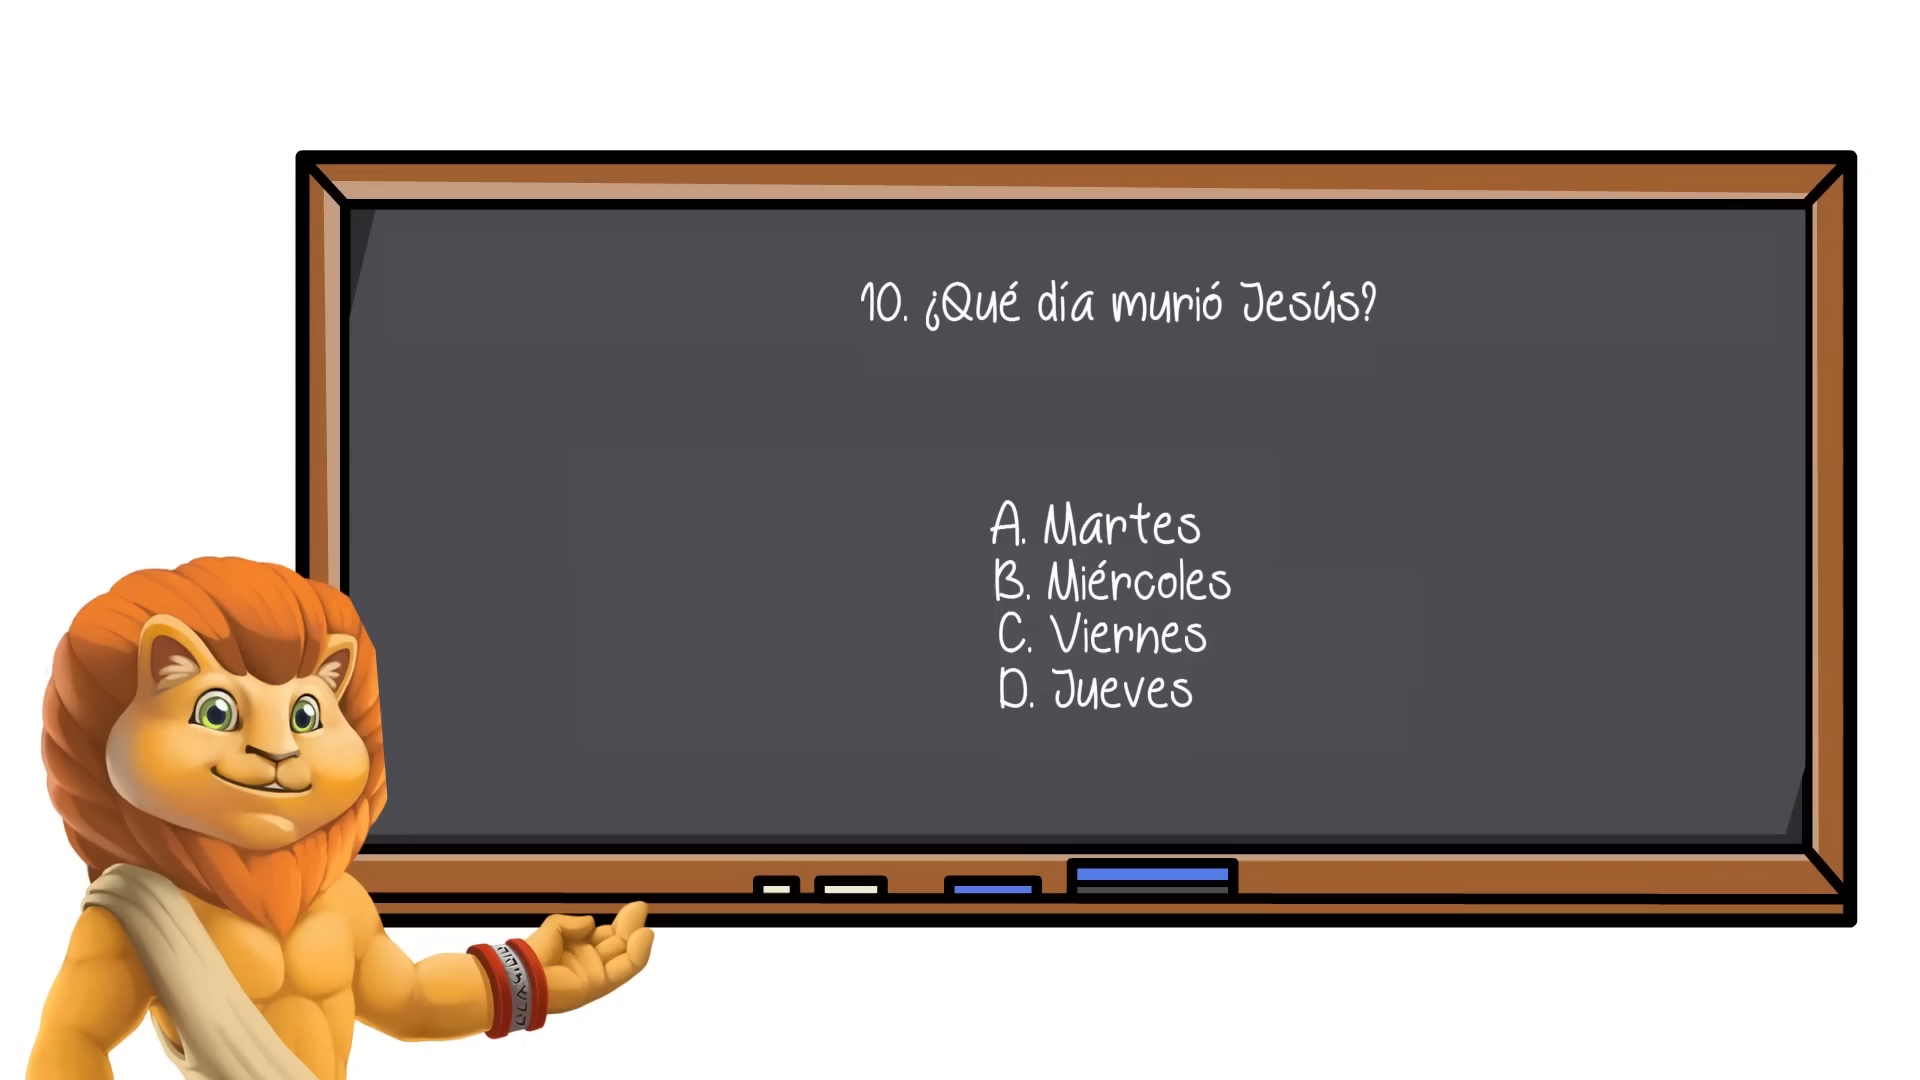 10. ¿Qué día murió Jesús?
A. Martes
B. Miércoles
C. Viernes
D. Jueves